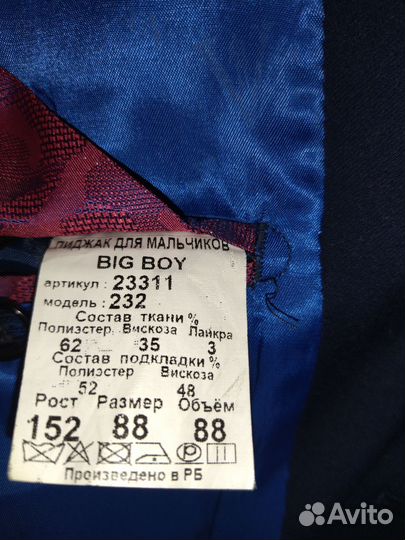 ПИДЖАК ДЛЯ МАЛЬЧИКОВ
BIG BOY
артикул : 23311
модель : 232
Состав ткани %
Полиэстер Вискоза Лайкра
62 35 3
Состав подкладки %
Полиэстер Вискоза
52 48
Рост Размер Объём
152 88 88
P
Произведено в РБ
Avito